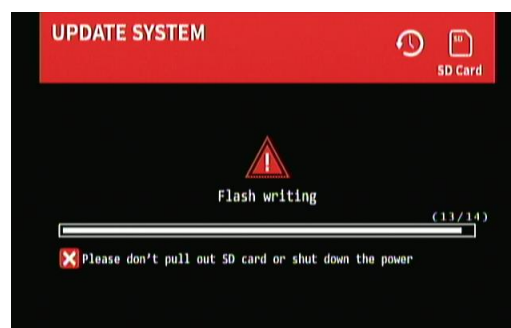 UPDATE SYSTEM
SD
SD Card
!
Flash writing
(13/14)
Please don't pull out SD card or shut down the power